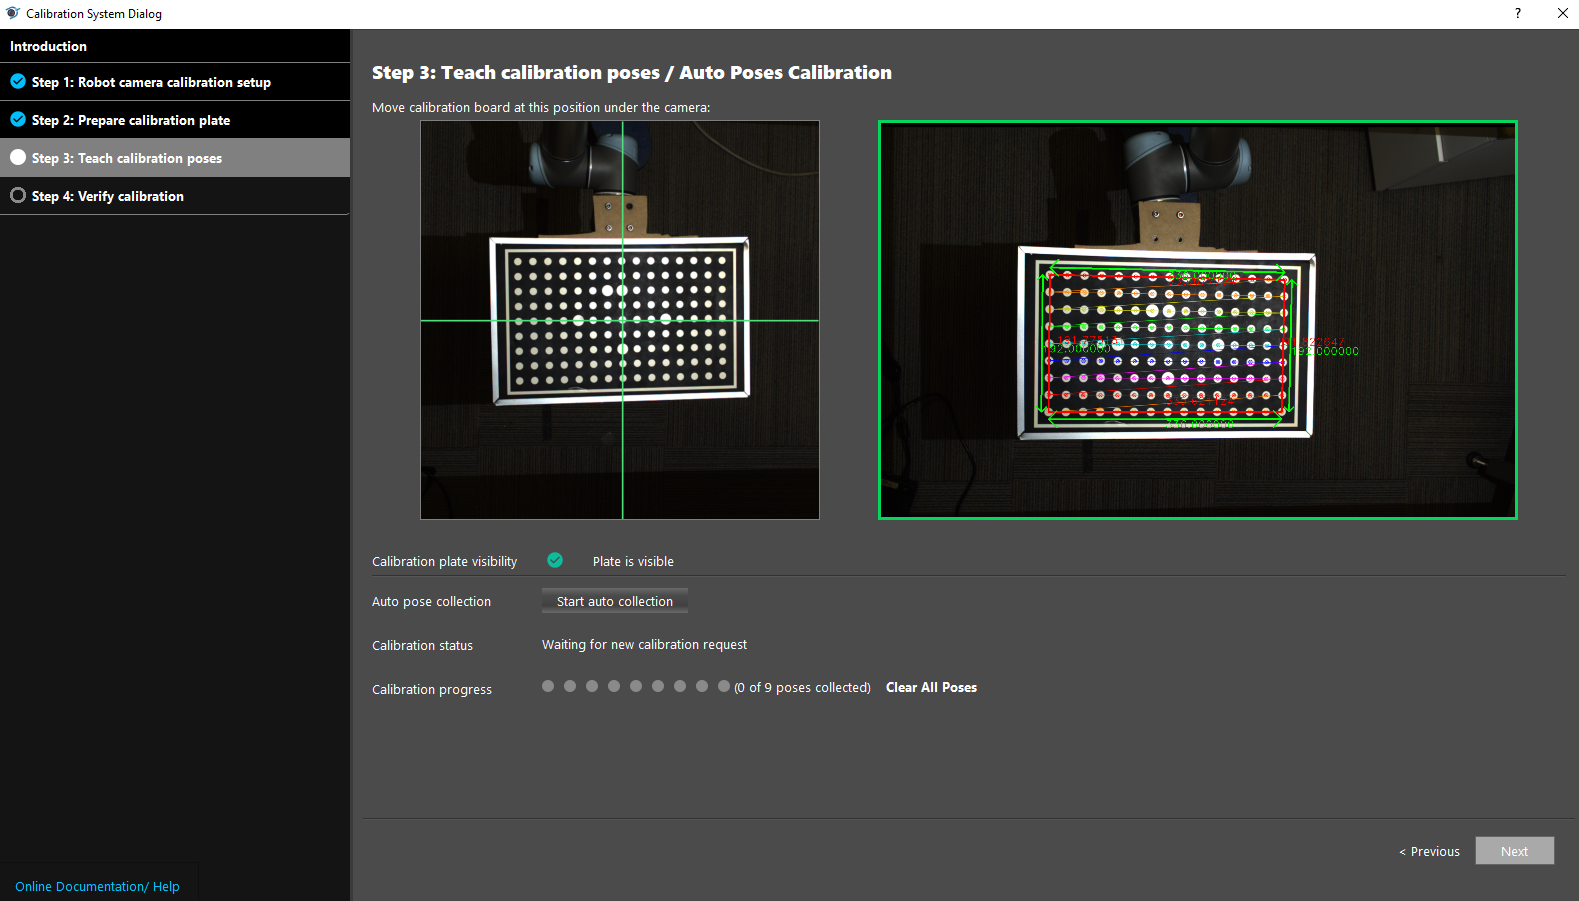 Calibration System Dialog
?
Introduction
Step 1: Robot camera calibration setup
Step 2: Prepare calibration plate
Step 3: Teach calibration poses
Step 4: Verify calibration
Online Documentation/ Help
Step 3: Teach calibration poses / Auto Poses Calibration
Move calibration board at this position under the camera:
192.000000
Calibration plate visibility
Plate is visible
Auto pose collection
Start auto collection
Calibration status
Waiting for new calibration request
Calibration progress
(0 of 9 poses collected)
Clear All Poses
< Previous
Next